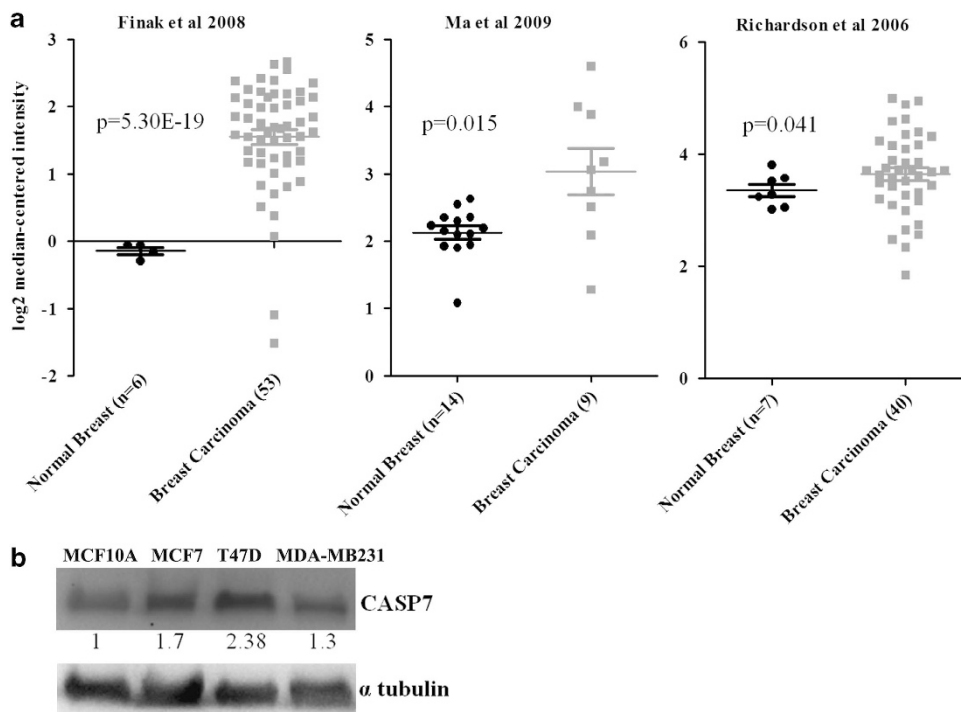 a
Finak et al 2008
Ma et al 2009
Richardson et al 2006
log2 median-centered intensity
3
2
1
0
-1
-2
p=5.30E-19
Normal Breast (n=6)
Breast Carcinoma (53)
5
4
3
2
1
0
p=0.015
Normal Breast (n=14)
Breast Carcinoma (9)
6
4
2
0
p=0.041
Normal Breast (n=7)
Breast Carcinoma (40)
b
MCF10A MCF7 T47D MDA-MB231
CASP7
1 1.7 2.38 1.3
α tubulin